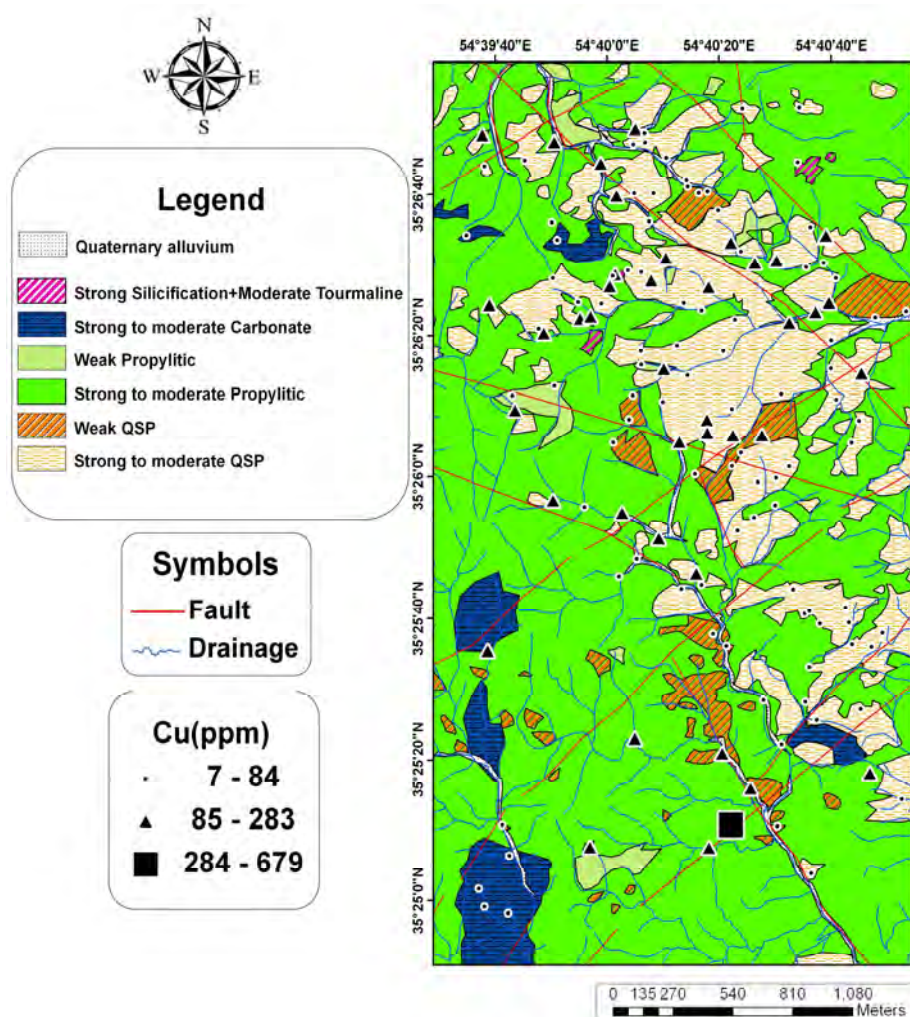 N
W E
S
Legend
Quaternary alluvium
Strong Silicification+Moderate Tourmaline
Strong to moderate Carbonate
Weak Propylitic
Strong to moderate Propylitic
Weak QSP
Strong to moderate QSP
Symbols
Fault
Drainage
Cu(ppm)
7 - 84
85 - 283
284 - 679
54°39'40"E 54°40'0"E 54°40'20"E 54°40'40"E
35°26'40"N
35°26'20"N
35°26'0"N
35°25'40"N
35°25'20"N
35°25'0"N
0 135 270 540 810 1,080
Meters